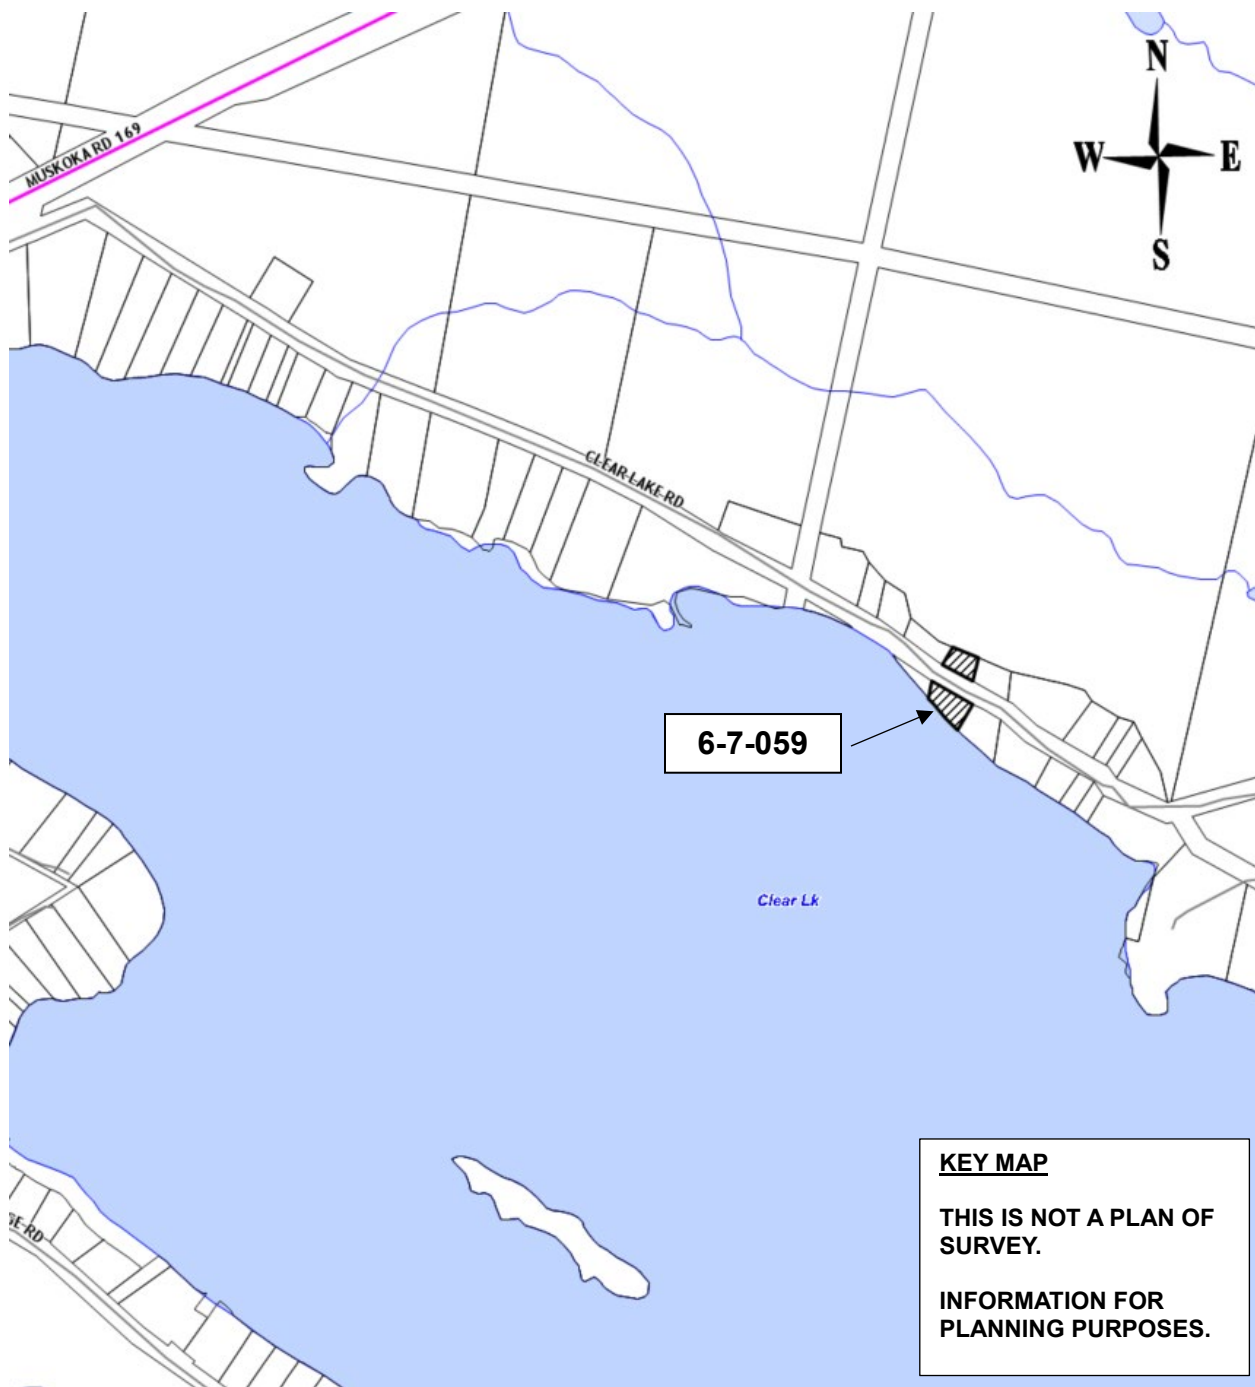 N
MUSKOKA RD 169
W
E
S
CLEAR LAKE RD
6-7-059
Clear Lk
KEY MAP
THIS IS NOT A PLAN OF
SURVEY.
INFORMATION FOR
PLANNING PURPOSES.
RD